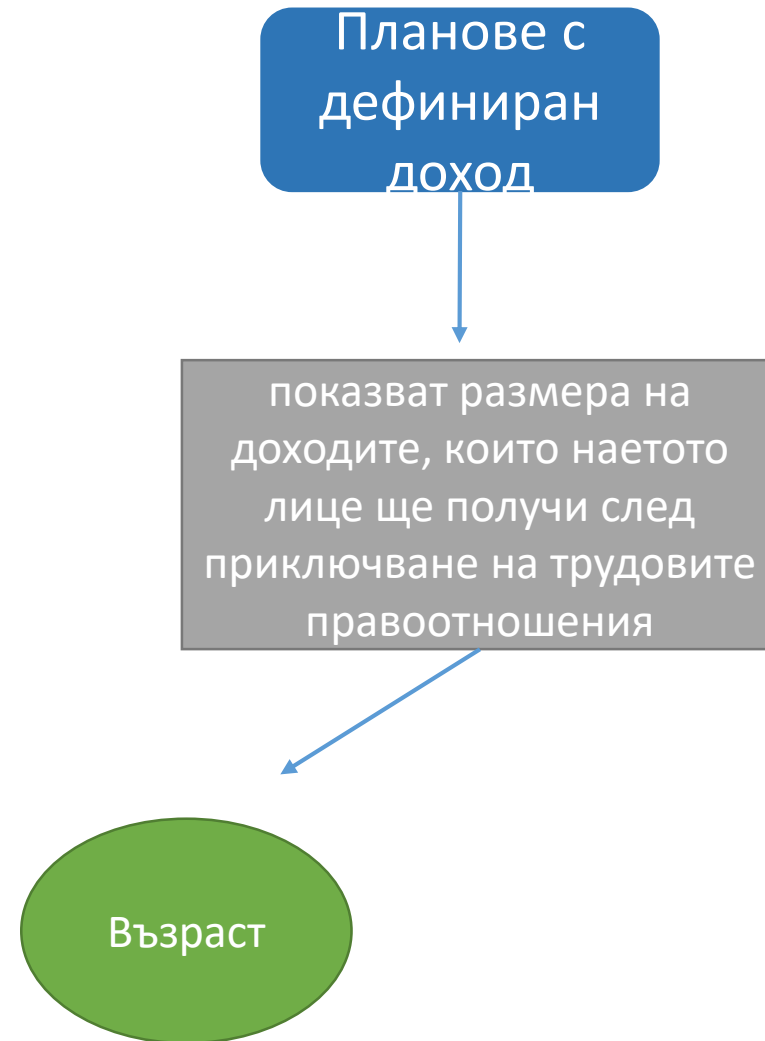 Планове с
дефиниран
доход
показват размера на
доходите, които наетото
лице ще получи след
приключване на трудовите
правоотношения
Възраст